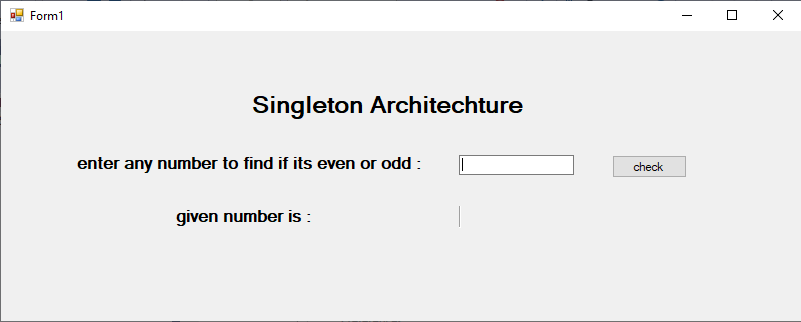 Form1
Singleton Architechture
enter any number to find if its even or odd :
check
given number is :